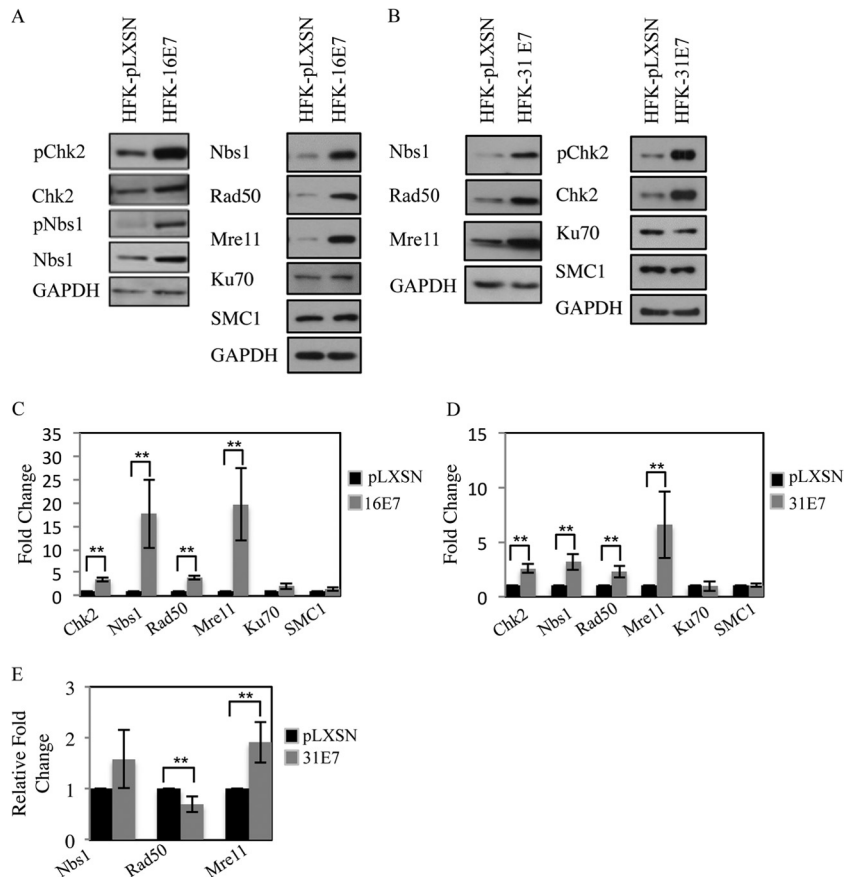 A
HFK-pLXSN
HFK-16E7
pChk2
Chk2
pNbs1
Nbs1
GAPDH
HFK-pLXSN
HFK-16E7
Nbs1
Rad50
Mre11
Ku70
SMC1
GAPDH
B
HFK-pLXSN
HFK-31 E7
Nbs1
Rad50
Mre11
GAPDH
HFK-pLXSN
HFK-31E7
pChk2
Chk2
Ku70
SMC1
GAPDH
C
Fold Change
35
30
25
20
15
10
5
0
**
**
**
**
Chk2
Nbs1
Rad50
Mre11
Ku70
SMC1
pLXSN
16E7
D
Fold Change
15
10
5
0
**
**
**
**
Chk2
Nbs1
Rad50
Mre11
Ku70
SMC1
pLXSN
31E7
E
Relative Fold
Change
3
2
1
0
**
**
Nbs1
Rad50
Mre11
pLXSN
31E7